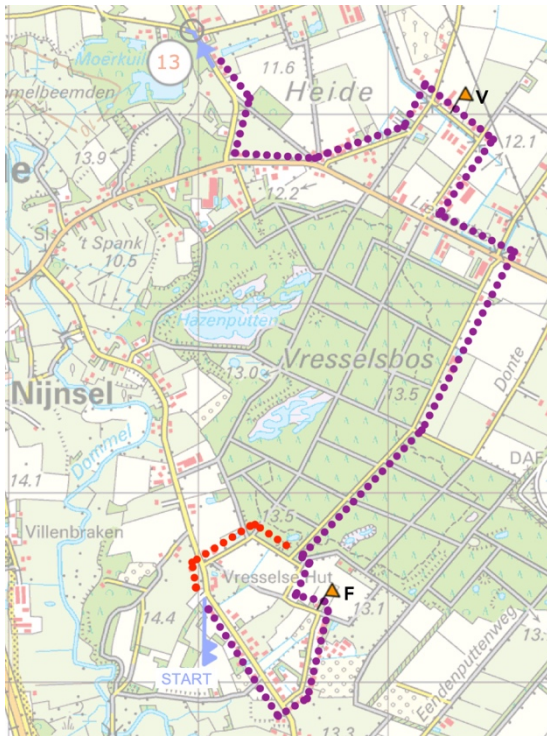 Moerkuil
13
11.6
Heide
V
melbeemden
12.1
13.9
e
12.2
Le
SI
't Spank
10.5
Hazenputten
Vresselsbos
13.0
13.5
Donte
Nijnsel
Dommel
DAF
14.1
13.5
Villenbraken
Vresselse Hut
F
13.1
14.4
START
Eendenputtenweg
13.
13.3